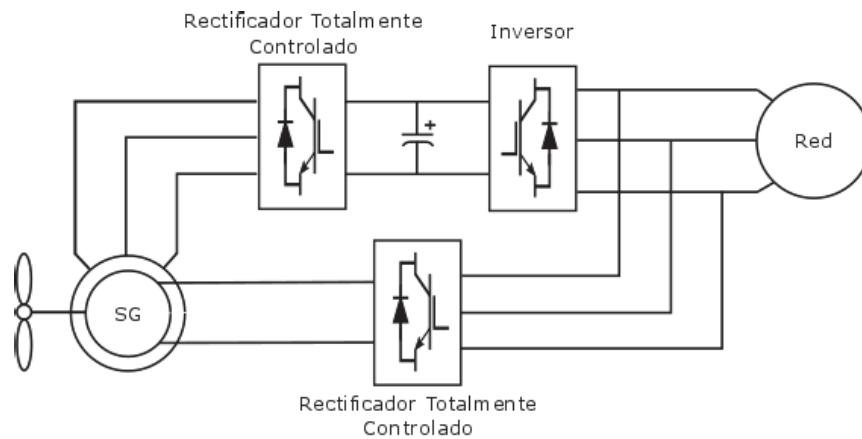 Rectificador Totalmente
Controlado
Inversor
+
Red
SG
Rectificador Totalmente
Controlado